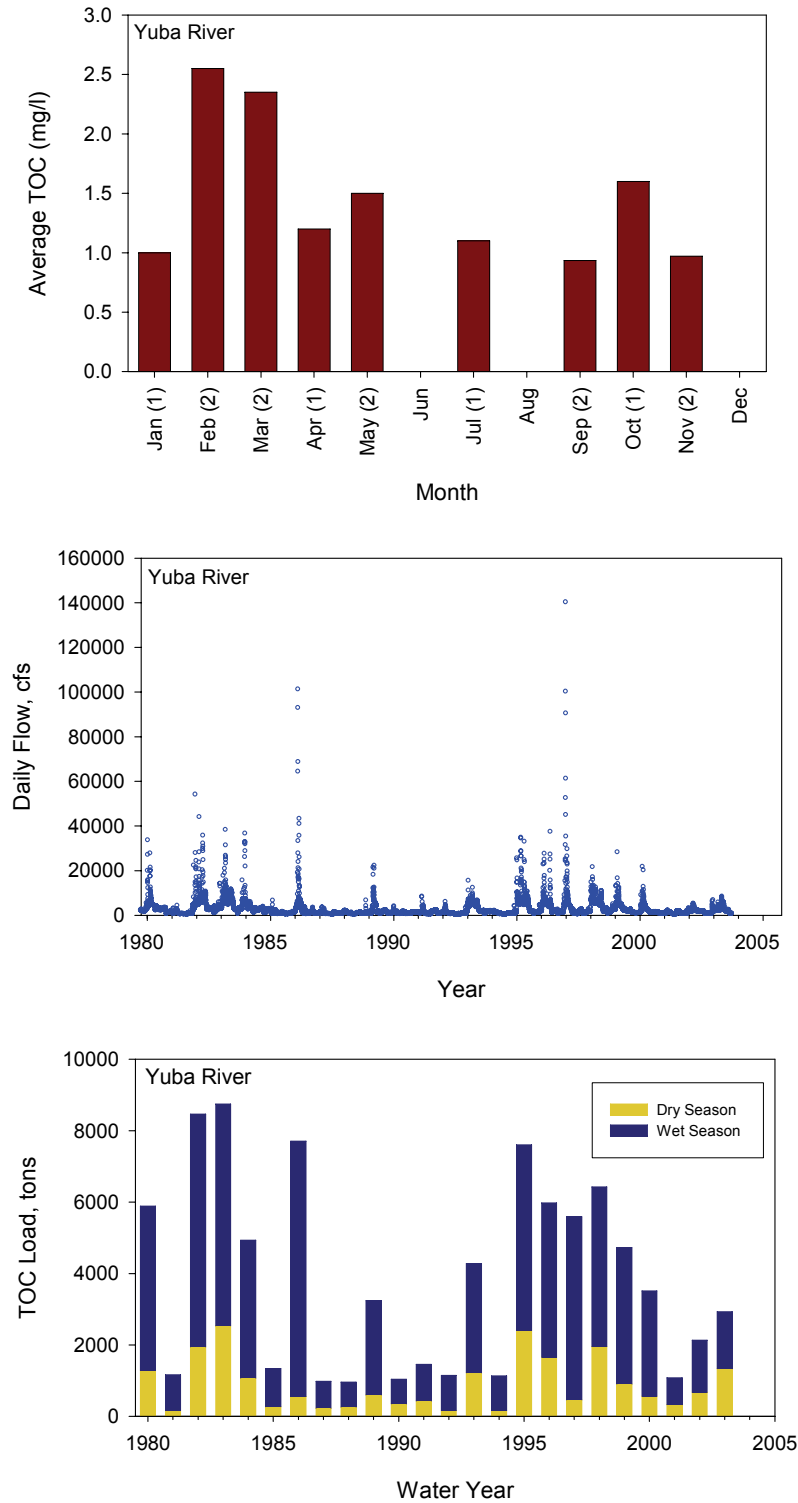 Yuba River
Average TOC (mg/l)
3.0
2.5
2.0
1.5
1.0
0.5
0.0
Jan (1)
Feb (2)
Mar (2)
Apr (1)
May (2)
Jun
Jul (1)
Aug
Sep (2)
Oct (1)
Nov (2)
Dec
Month
Yuba River
Daily Flow, cfs
160000
140000
120000
100000
80000
60000
40000
20000
0
1980 1985 1990 1995 2000 2005
Year
Yuba River
TOC Load, tons
10000
8000
6000
4000
2000
0
Dry Season
Wet Season
1980 1985 1990 1995 2000 2005
Water Year